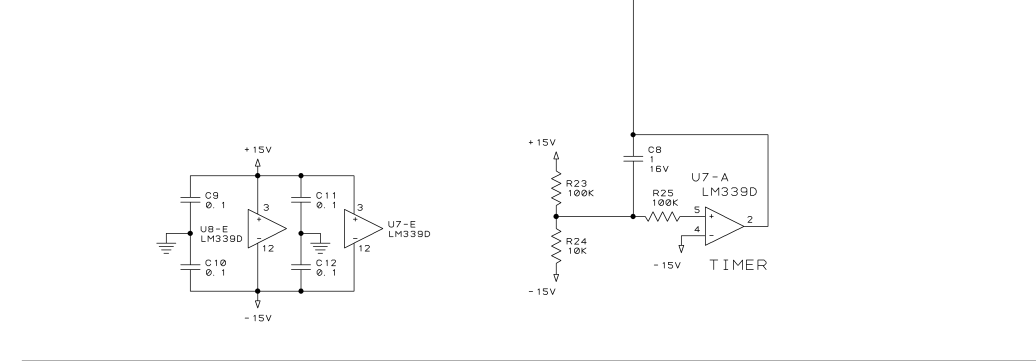 +15V
C9
0.1
C11
0.1
3
+
-
12
U8-E
LM339D
3
+
-
12
U7-E
LM339D
C10
0.1
C12
0.1
-15V
+15V
C8
1
16V
R23
100K
R25
100K
U7-A
LM339D
5
+
4
-
2
R24
10K
-15V
TIMER
-15V